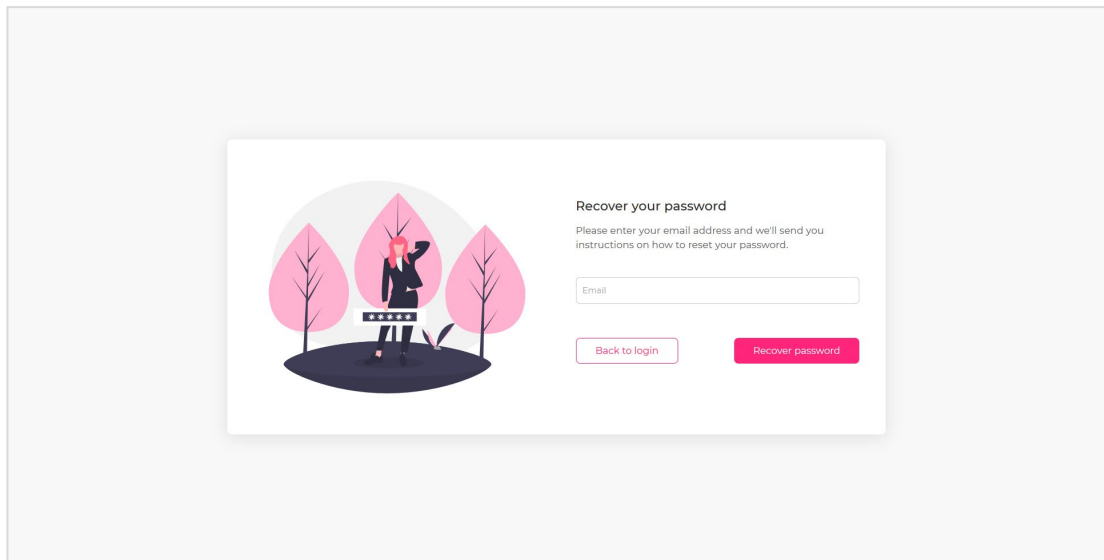 Recover your password
Please enter your email address and we'll send you
instructions on how to reset your password.
Email
Back to login
Recover password